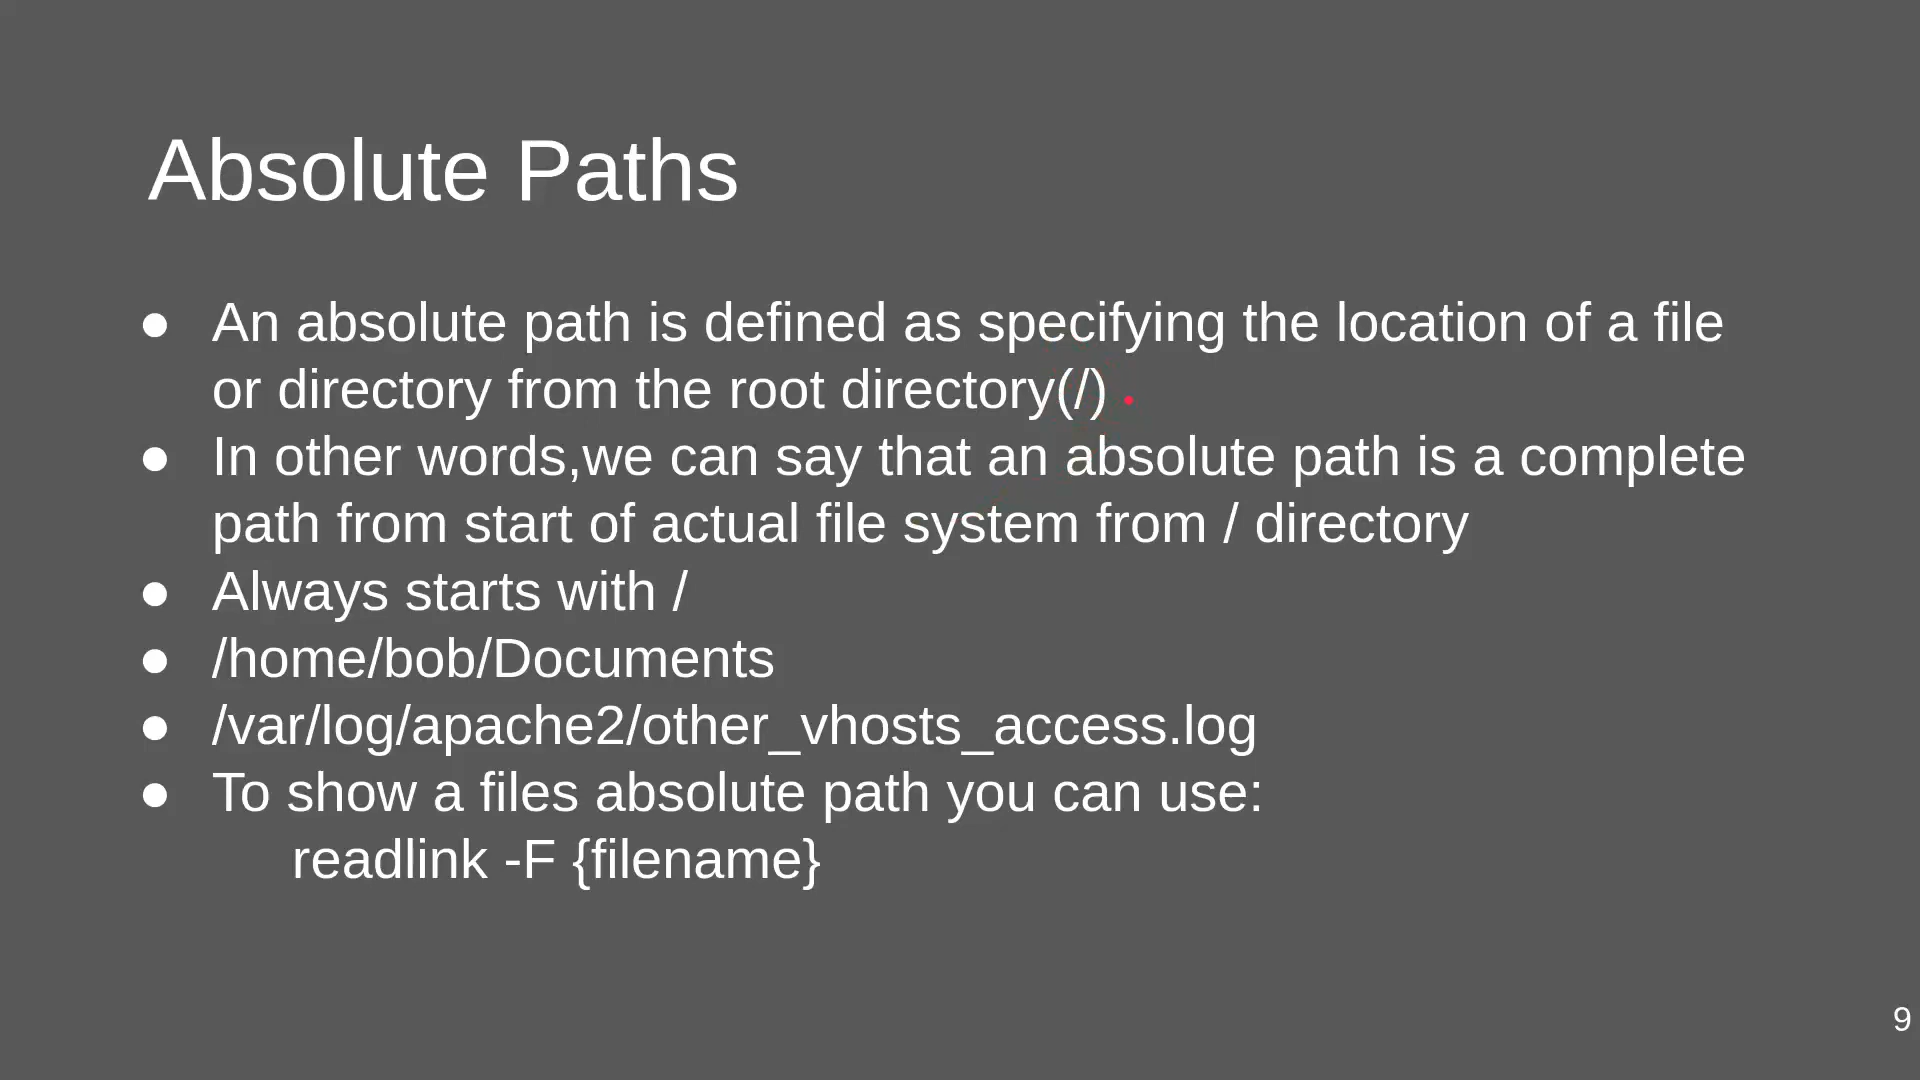 Absolute Paths
● An absolute path is defined as specifying the location of a file
or directory from the root directory(/)
● In other words,we can say that an absolute path is a complete
path from start of actual file system from / directory
● Always starts with /
● /home/bob/Documents
● /var/log/apache2/other_vhosts_access.log
● To show a files absolute path you can use:
readlink -F {filename}
9